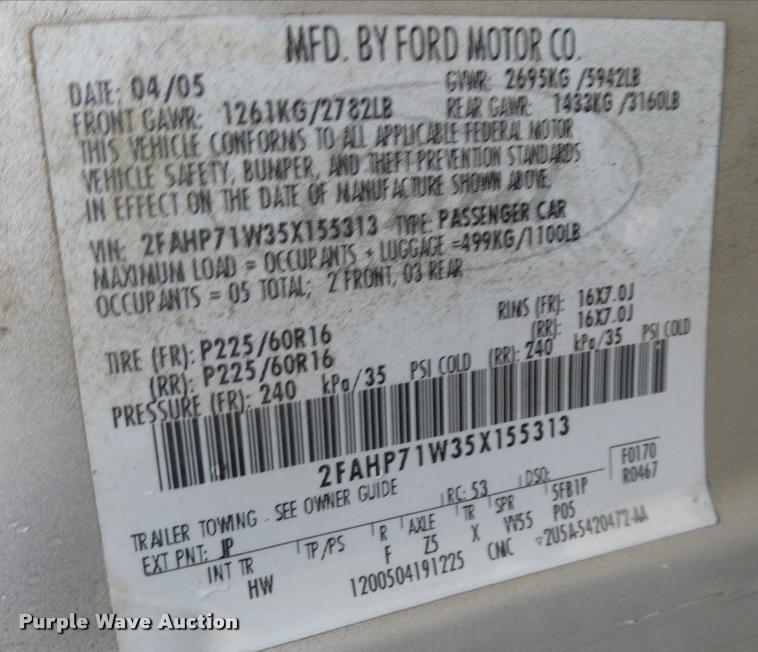 MFD. BY FORD MOTOR CO.
DATE: 04/05 GVWR: 2695KG/5942LB
FRONT GAWR: 1261KG/2782LB REAR GAWR: 1433KG/3160LB
THIS VEHICLE CONFORMS TO ALL APPLICABLE FEDERAL MOTOR
VEHICLE SAFETY, BUMPER, AND THEFT PREVENTION STANDARDS
IN EFFECT ON THE DATE OF MANUFACTURE SHOWN ABOVE.
VIN: 2FAHP71W35X155313 TYPE: PASSENGER CAR
MAXIMUM LOAD = OCCUPANTS + LUGGAGE =499KG/1100LB
OCCUPANTS = 05 TOTAL; 2 FRONT, 03 REAR
RIMS (FR): 16X7.0J
TIRE (FR): P225/60R16 (RR): 16X7.0J
(RR): P225/60R16
PRESSURE (FR): 240 kPa/35 PSI COLD (RR): 240 kPa/35 PSI COLD
2FAHP71W35X155313
TRAILER TOWING - SEE OWNER GUIDE F0170
EXT PNT: JP RC: 53 DSO: R0467
INT TR TP/PS R AXLE TR SPR 5FB1P
HW F Z5 X VV55 P05
1200504191225 CMC 2U5A-5420472-AA
Purple Wave Auction